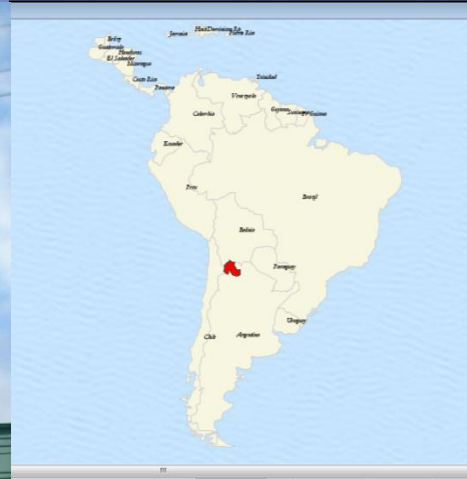 Jamaica
Puerto Rico
Guatemala
Honduras
El Salvador
Nicaragua
Costa Rica
Panama
Trinidad
Venezuela
Guyana
Colombia
Ecuador
Peru
Brazil
Bolivia
Paraguay
Uruguay
Argentina
Chile